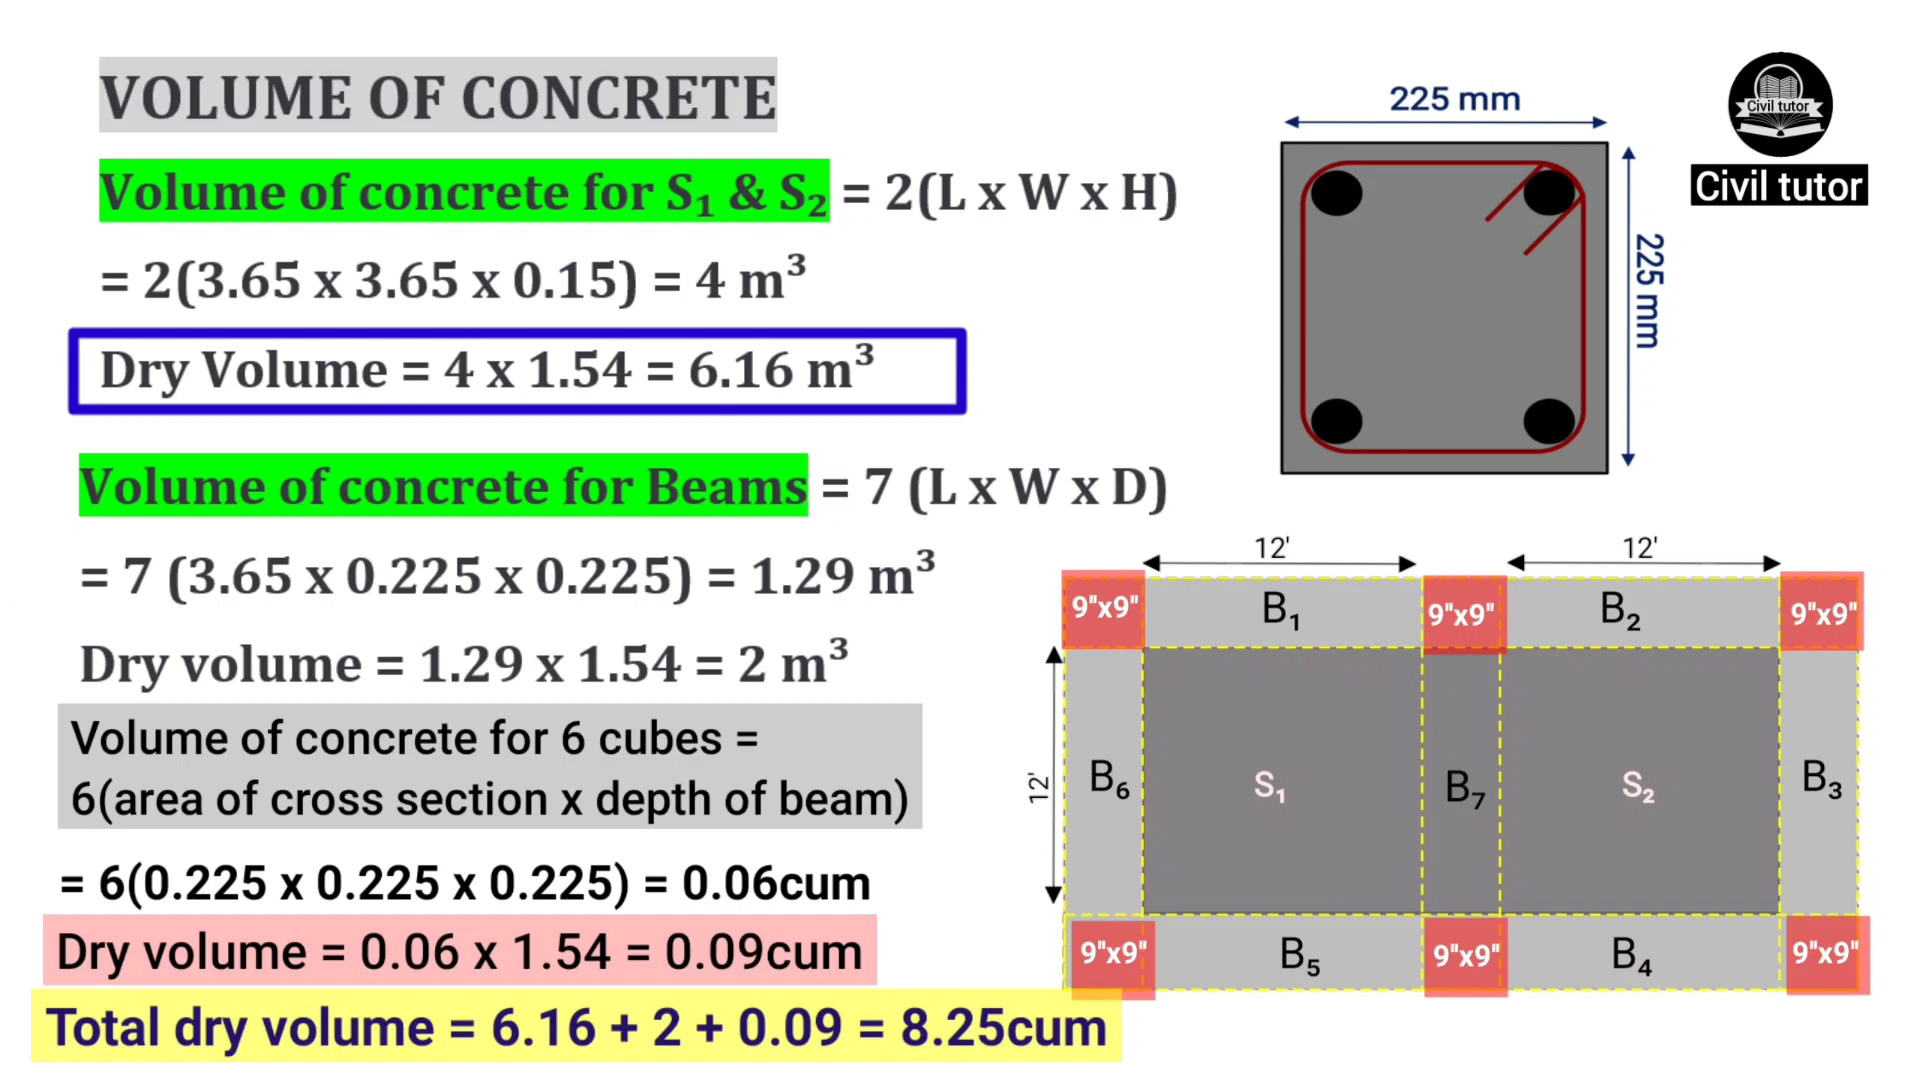 VOLUME OF CONCRETE
Volume of concrete for S₁ & S₂ = 2(L x W x H)
= 2(3.65 x 3.65 x 0.15) = 4 m³
Dry Volume = 4 x 1.54 = 6.16 m³
Volume of concrete for Beams = 7 (L x W x D)
= 7 (3.65 x 0.225 x 0.225) = 1.29 m³
Dry volume = 1.29 x 1.54 = 2 m³
Volume of concrete for 6 cubes =
6(area of cross section x depth of beam)
= 6(0.225 x 0.225 x 0.225) = 0.06cum
Dry volume = 0.06 x 1.54 = 0.09cum
Total dry volume = 6.16 + 2 + 0.09 = 8.25cum
225 mm
225 mm
Civil tutor
Civil tutor
12'
12'
9"x9"
B₁
9"x9"
B₂
9"x9"
12'
B₆
S₁
B₇
S₂
B₃
9"x9"
B₅
9"x9"
B₄
9"x9"